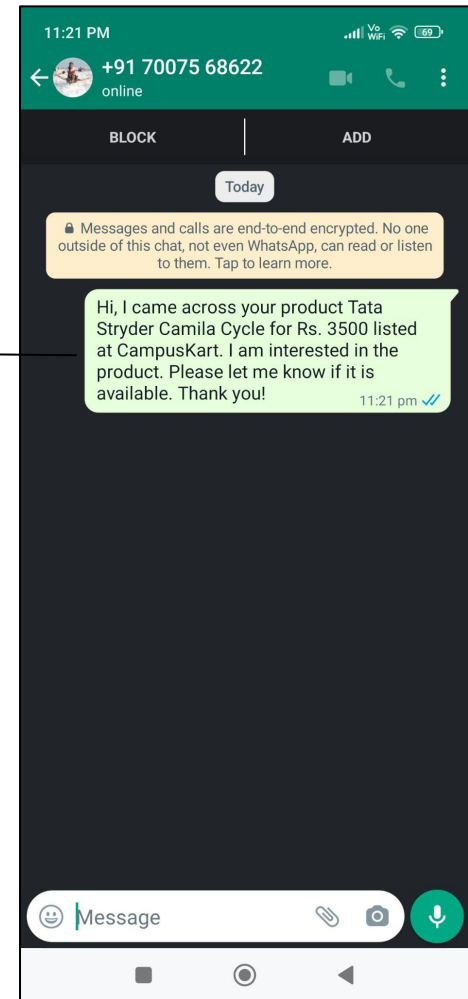 11:21 PM Vo WiFi 69
+91 70075 68622
online
BLOCK ADD
Today
Messages and calls are end-to-end encrypted. No one
outside of this chat, not even WhatsApp, can read or listen
to them. Tap to learn more.
Hi, I came across your product Tata
Stryder Camila Cycle for Rs. 3500 listed
at CampusKart. I am interested in the
product. Please let me know if it is
available. Thank you!
11:21 pm
Message